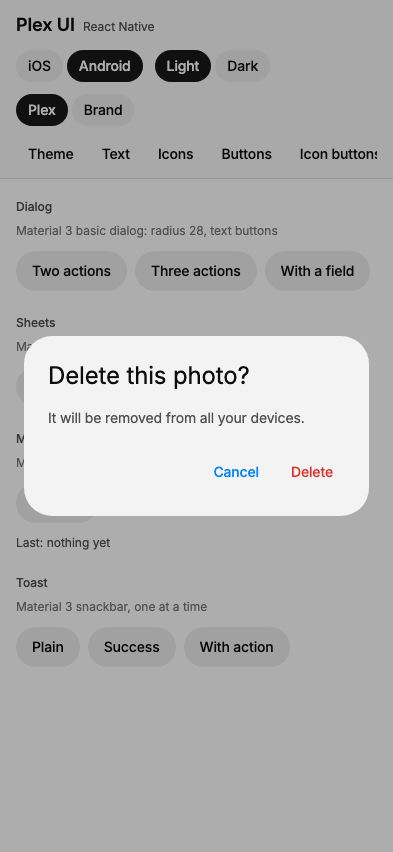 Plex UI React Native
iOS Android Light Dark
Plex Brand
Theme Text Icons Buttons Icon buttons
Dialog
Material 3 basic dialog: radius 28, text buttons
Two actions Three actions With a field
Sheets
Delete this photo?
It will be removed from all your devices.
Cancel Delete
Last: nothing yet
Toast
Material 3 snackbar, one at a time
Plain Success With action